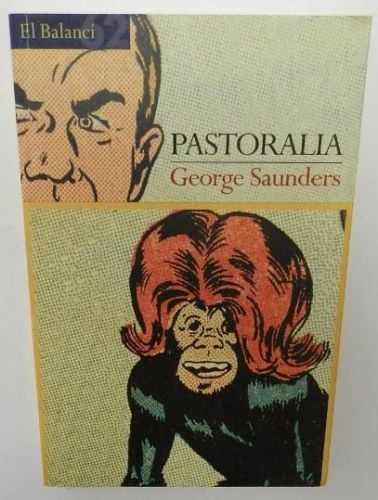 El Balancí
62
PASTORALIA
George Saunders